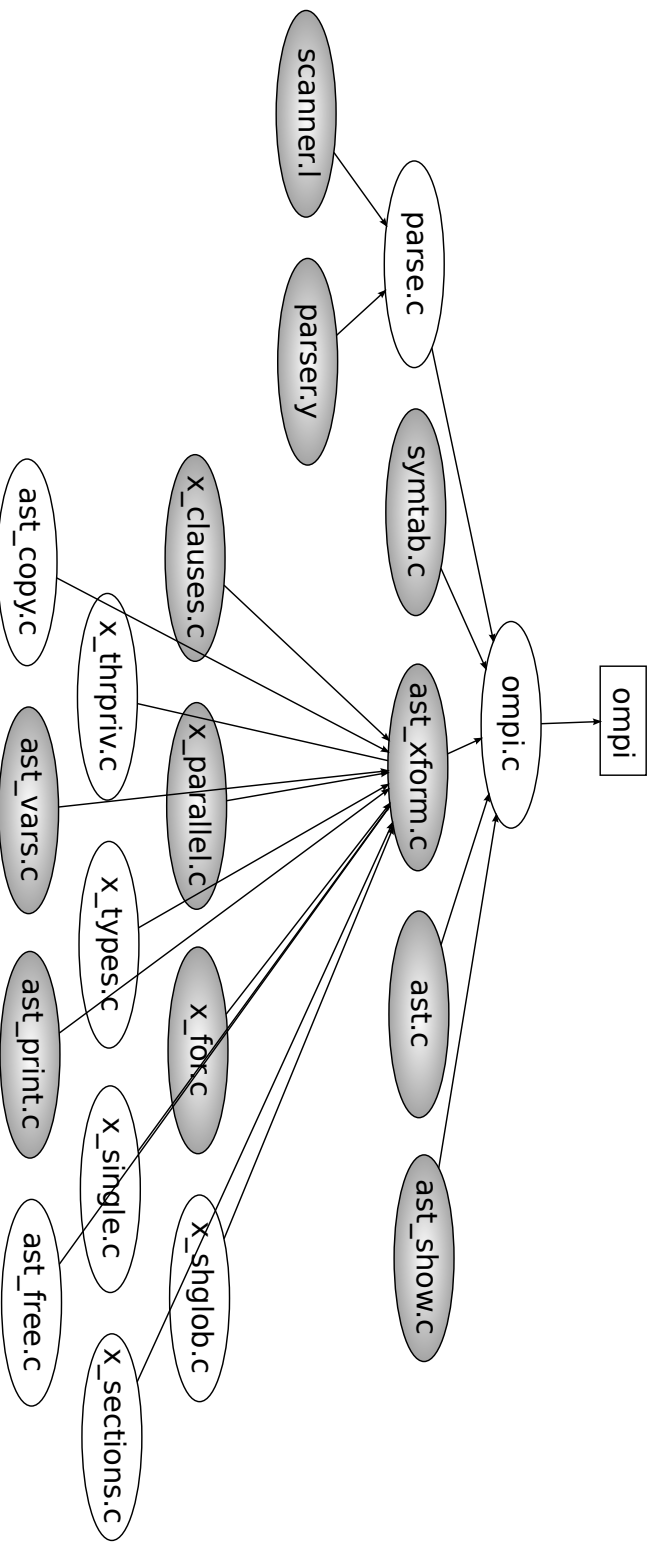 ompi
ompi.c
parse.c
symtab.c
ast_xform.c
ast.c
ast_show.c
scanner.l
parser.y
x_clauses.c
x_parallel.c
x_for.c
x_shglob.c
x_thrpriv.c
x_types.c
x_single.c
x_sections.c
ast_copy.c
ast_vars.c
ast_print.c
ast_free.c